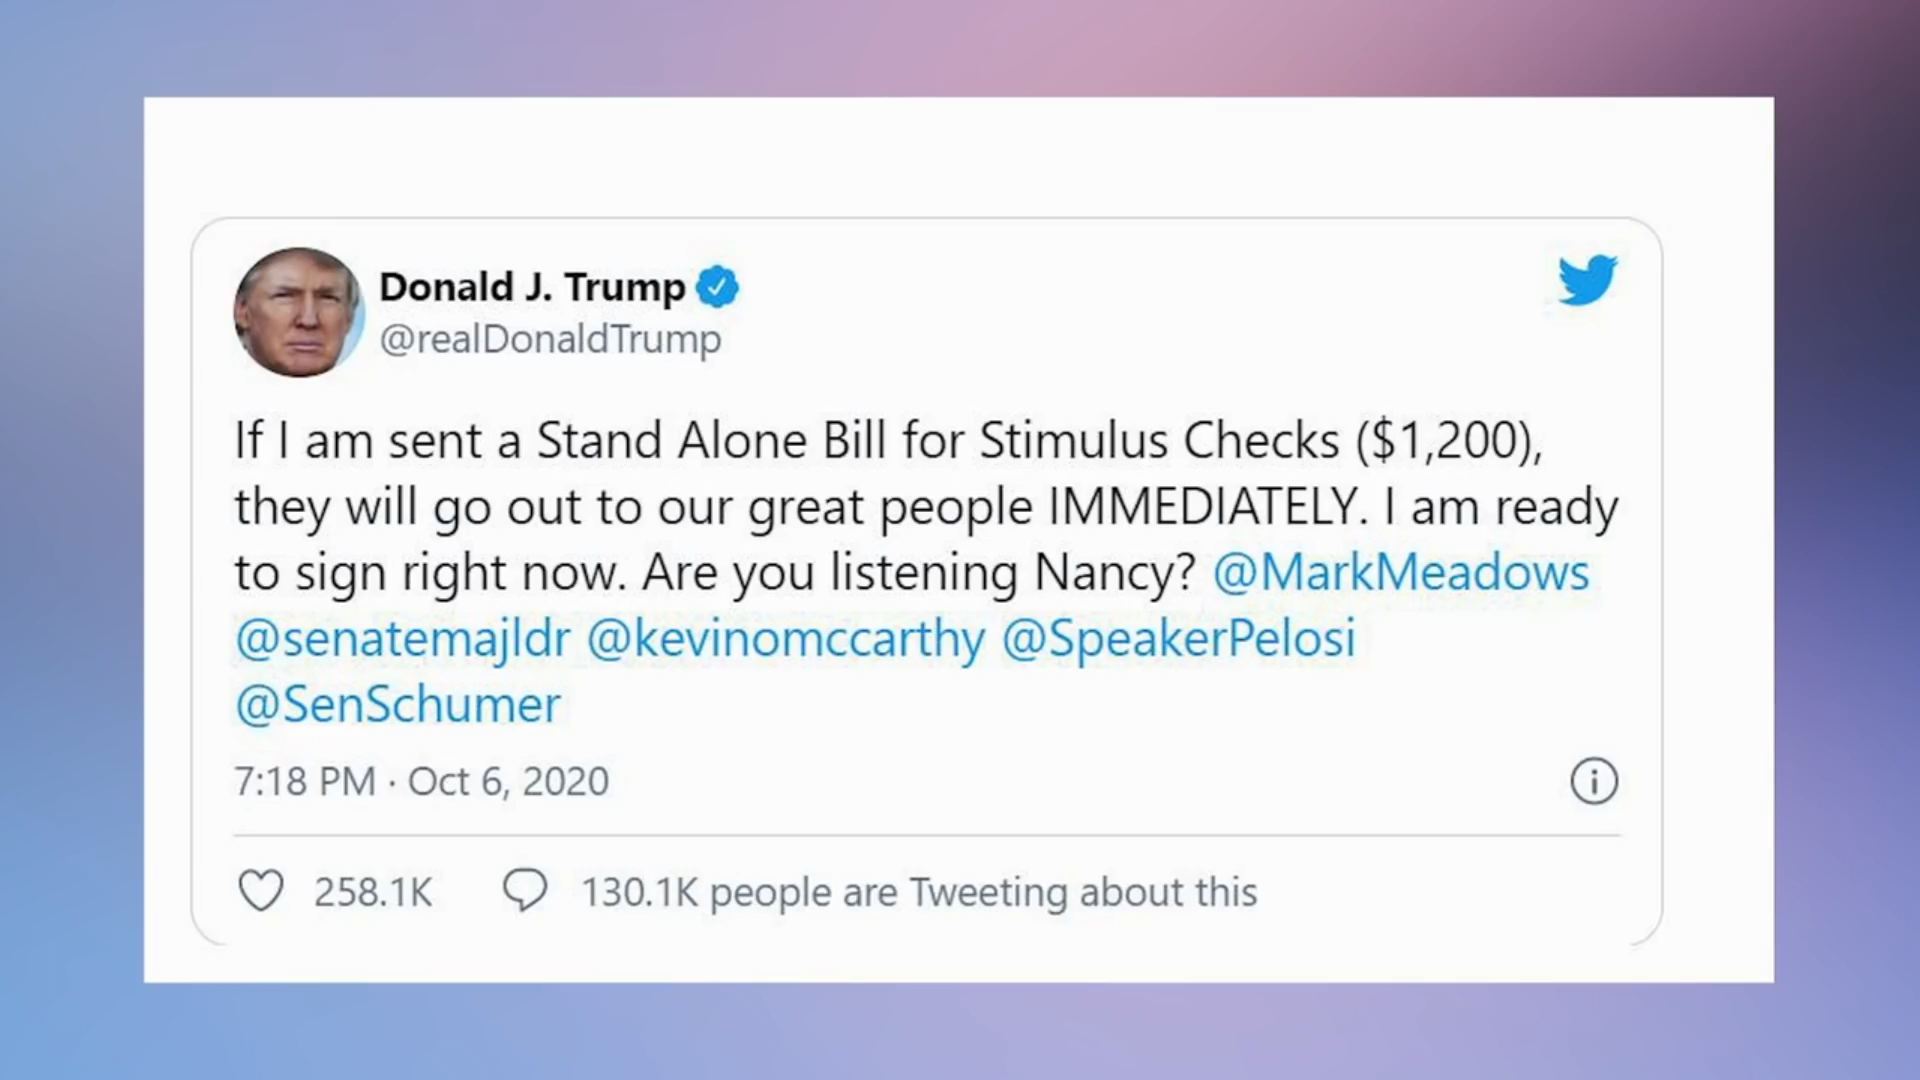 Donald J. Trump
@realDonaldTrump
If I am sent a Stand Alone Bill for Stimulus Checks ($1,200),
they will go out to our great people IMMEDIATELY. I am ready
to sign right now. Are you listening Nancy? @MarkMeadows
@senatemajldr @kevinomccarthy @SpeakerPelosi
@SenSchumer
7:18 PM · Oct 6, 2020
258.1K 130.1K people are Tweeting about this